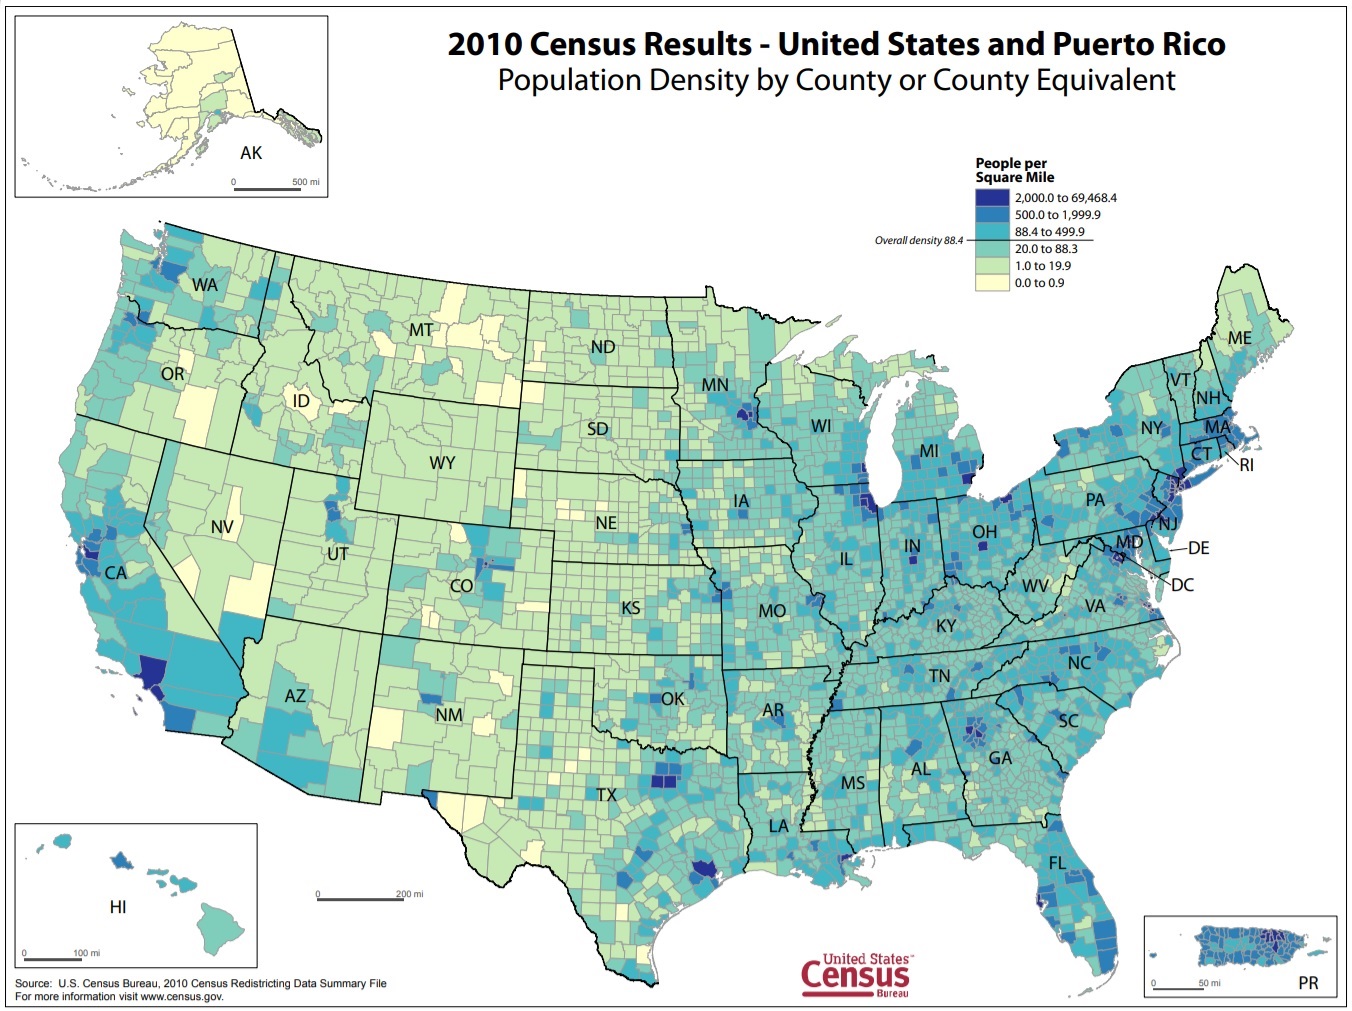 2010 Census Results - United States and Puerto Rico
Population Density by County or County Equivalent
AK
0 500 mi
People per
Square Mile
2,000.0 to 69,468.4
500.0 to 1,999.9
88.4 to 499.9
Overall density 88.4
20.0 to 88.3
1.0 to 19.9
0.0 to 0.9
WA
MT
ND
MN
ME
OR
ID
SD
WI
MI
VT
NH
NY
MA
CT
RI
WY
IA
NE
PA
NJ
NV
UT
CA
CO
KS
MO
IL
IN
OH
MD
DE
DC
WV
VA
KY
AZ
NM
OK
AR
TN
NC
SC
TX
LA
MS
AL
GA
FL
HI
0 100 mi
0 200 mi
PR
0 50 mi
United States™
Census
Bureau
Source: U.S. Census Bureau, 2010 Census Redistricting Data Summary File
For more information visit www.census.gov.